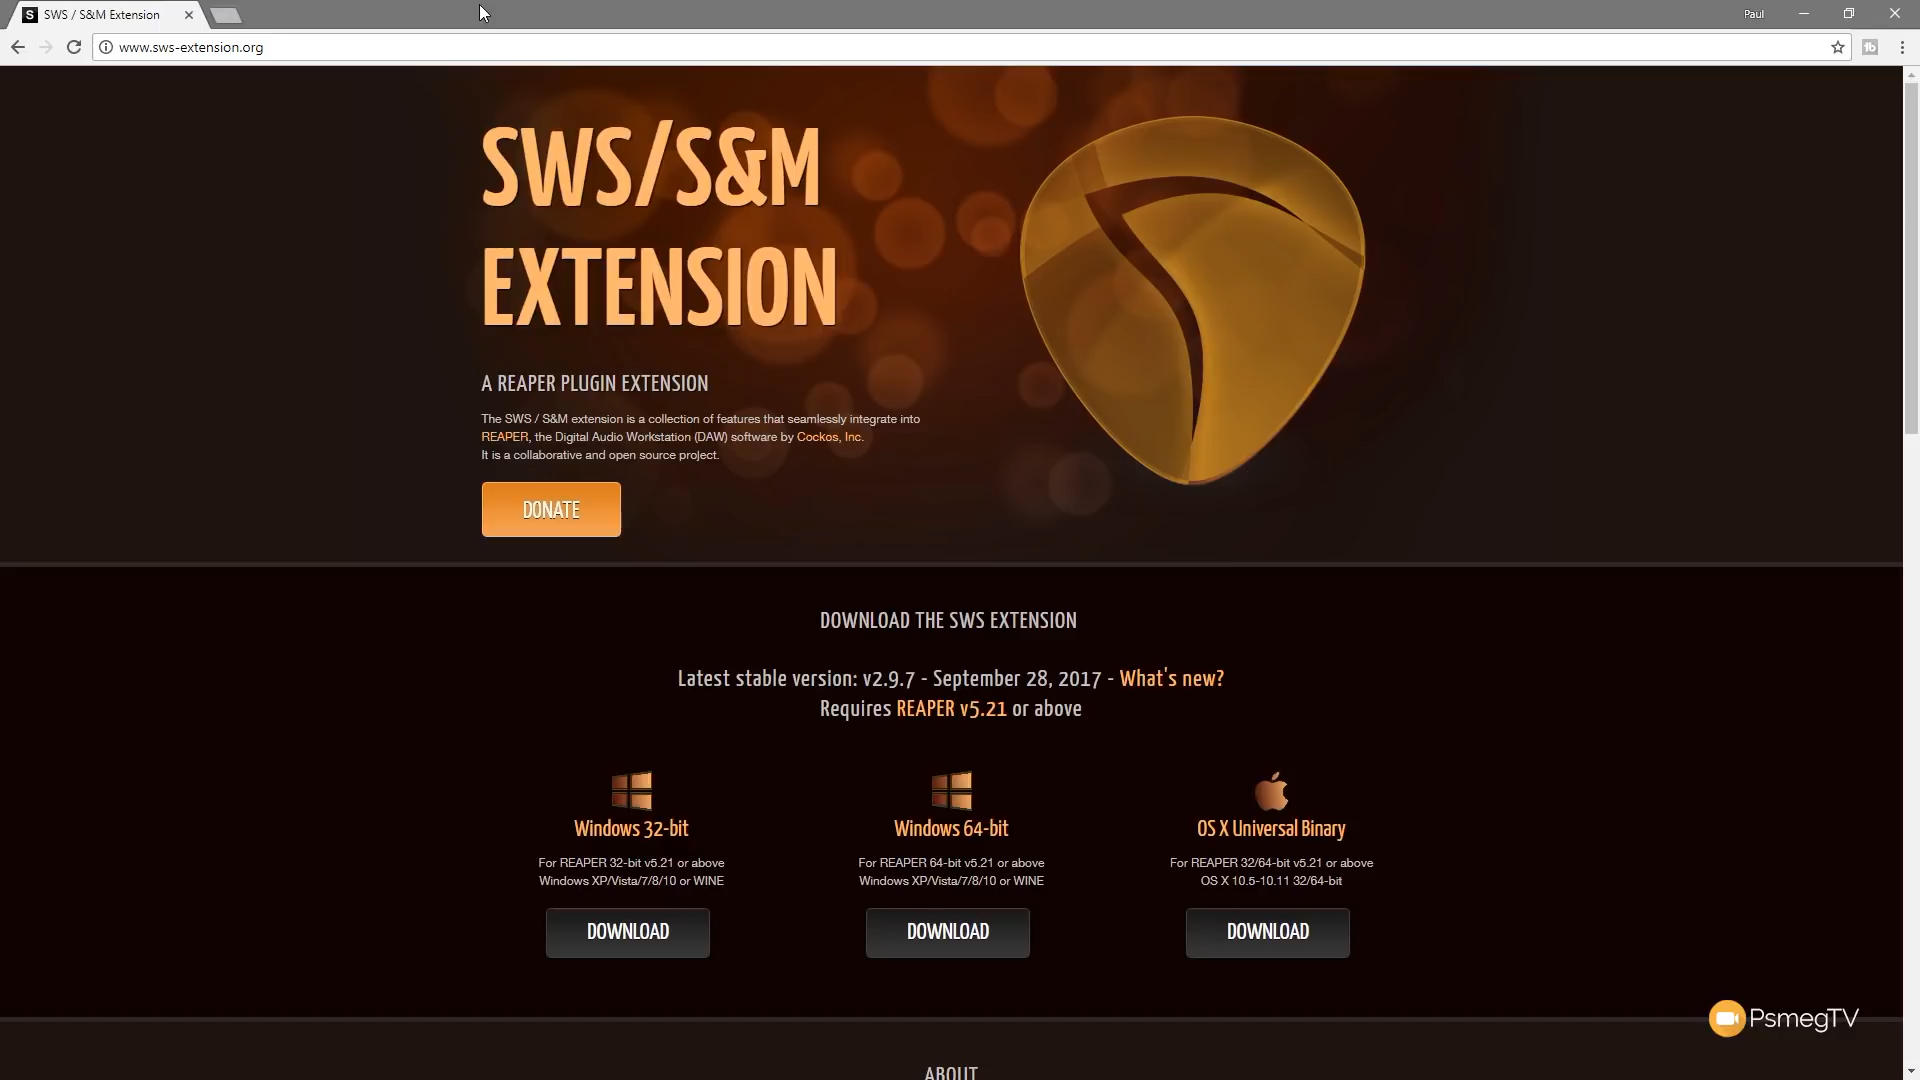 S SWS / S&M Extension
Paul
www.sws-extension.org
SWS/S&M
EXTENSION
A REAPER PLUGIN EXTENSION
The SWS / S&M extension is a collection of features that seamlessly integrate into
REAPER, the Digital Audio Workstation (DAW) software by Cockos, Inc.
It is a collaborative and open source project.
DONATE
DOWNLOAD THE SWS EXTENSION
Latest stable version: v2.9.7 - September 28, 2017 - What's new?
Requires REAPER v5.21 or above
Windows 32-bit
For REAPER 32-bit v5.21 or above
Windows XP/Vista/7/8/10 or WINE
DOWNLOAD
Windows 64-bit
For REAPER 64-bit v5.21 or above
Windows XP/Vista/7/8/10 or WINE
DOWNLOAD
OS X Universal Binary
For REAPER 32/64-bit v5.21 or above
OS X 10.5-10.11 32/64-bit
DOWNLOAD
PsmegTV
ABOUT